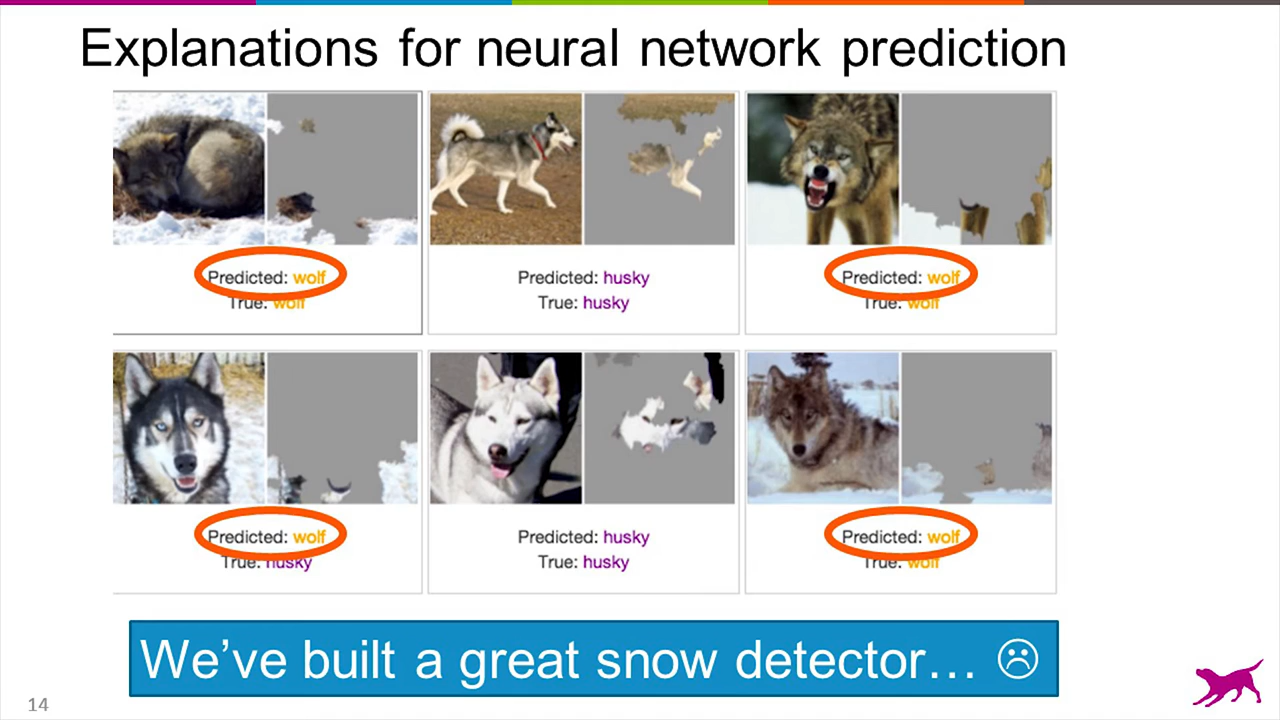 Explanations for neural network prediction
Predicted: wolf
True: wolf
Predicted: husky
True: husky
Predicted: wolf
True: wolf
Predicted: wolf
True: husky
Predicted: husky
True: husky
Predicted: wolf
True: wolf
We've built a great snow detector… ☹
14